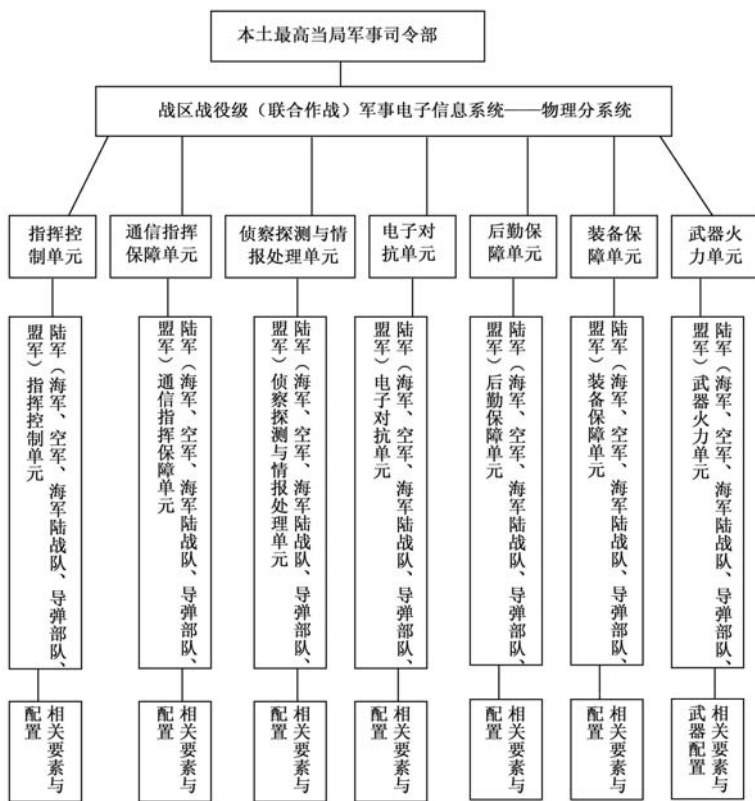 本土最高当局军事司令部
战区战役级（联合作战）军事电子信息系统——物理分系统
指挥控
制单元
通信指挥
保障单元
侦察探测与情
报处理单元
电子对
抗单元
后勤保
障单元
装备保
障单元
武器火
力单元
陆军（海军、空军、海军陆战队、导弹部队、
盟军）指挥控制单元
陆军（海军、空军、海军陆战队、导弹部队、
盟军）通信指挥保障单元
陆军（海军、空军、海军陆战队、导弹部队、
盟军）侦察探测与情报处理单元
陆军（海军、空军、海军陆战队、导弹部队、
盟军）电子对抗单元
陆军（海军、空军、海军陆战队、导弹部队、
盟军）后勤保障单元
陆军（海军、空军、海军陆战队、导弹部队、
盟军）装备保障单元
陆军（海军、空军、海军陆战队、导弹部队、
盟军）武器火力单元
相关要素与
配置
相关要素与
配置
相关要素与
配置
相关要素与
配置
相关要素与
配置
相关要素与
配置
相关要素与
武器配置